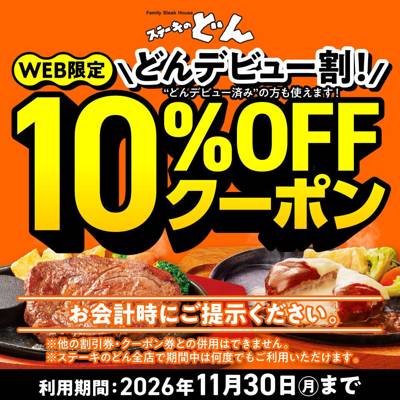 Family Steak House
ステーキのどん
WEB限定
どんデビュー割!
“どんデビュー済み”の方も使えます!
10%OFF
クーポン
お会計時にご提示ください。
※他の割引券・クーポン券との併用はできません。
※ステーキのどん全店で期間中は何度でもご利用いただけます。
利用期間:2026年11月30日(月)まで